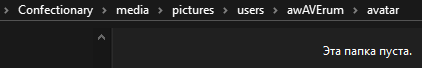 > Confectionary > media > pictures > users > awAVErum > avatar
Эта папка пуста.